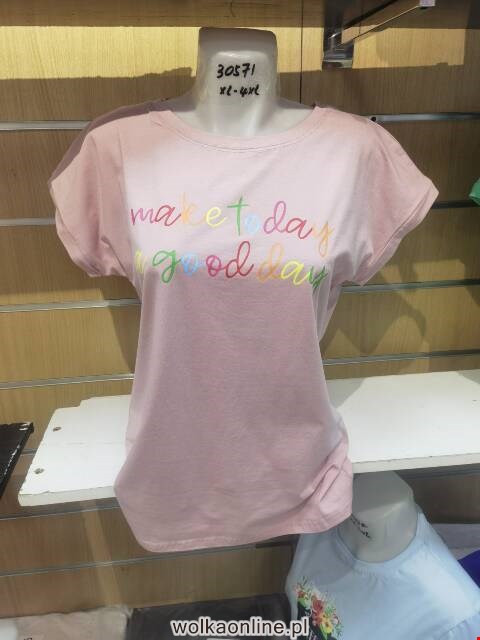 30571
XL-4XL
make today
a good day
wolkaonline.pl